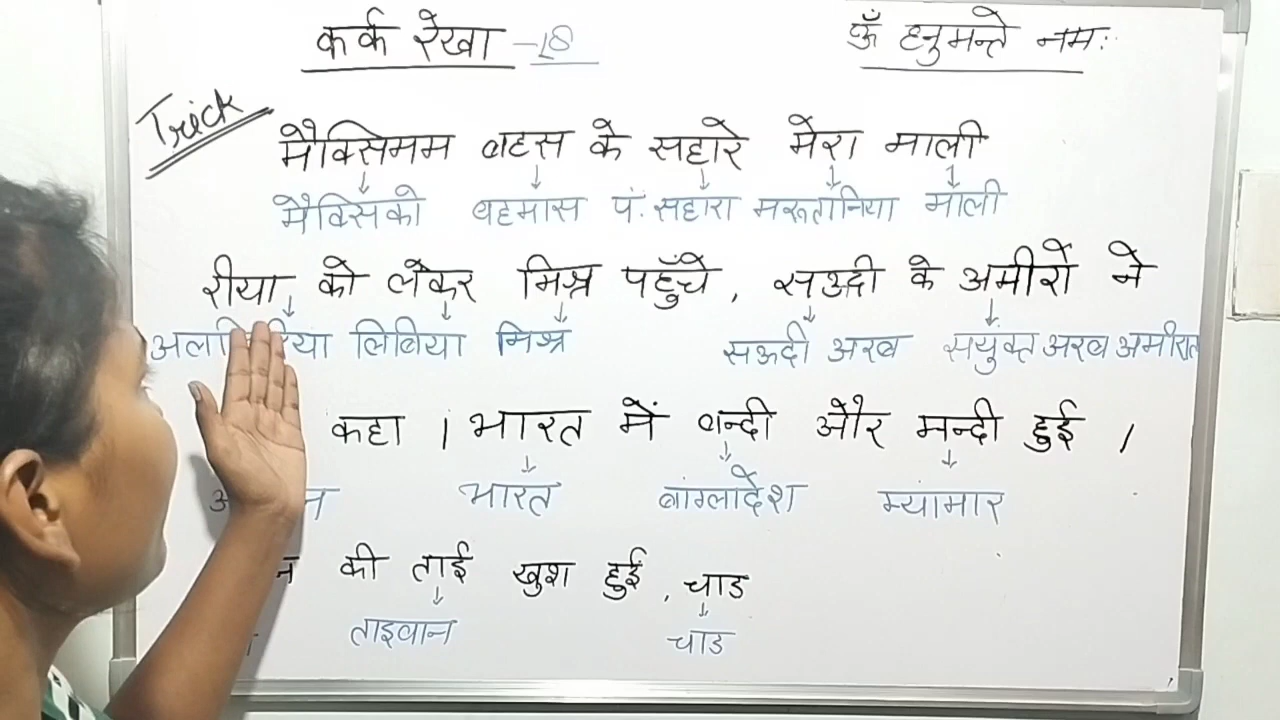 कर्क रेखा -18
ॐ हनुमन्ते नमः
Trick
मैक्सिमम बहस के सहारे मेरा माली
मैक्सिको बहमास पं. सहारा मरूतानिया माली
रीया को लेकर मिश्र पहुँचे, सऊदी के अमीरों ने
लिबिया मिश्र सऊदी अरब सयुंक्त अरब अमीरात
कहा । भारत में बन्दी और मन्दी हुई ।
भारत बांग्लादेश म्यांमार
की ताई खुश हुई, चाड
ताइवान चाड